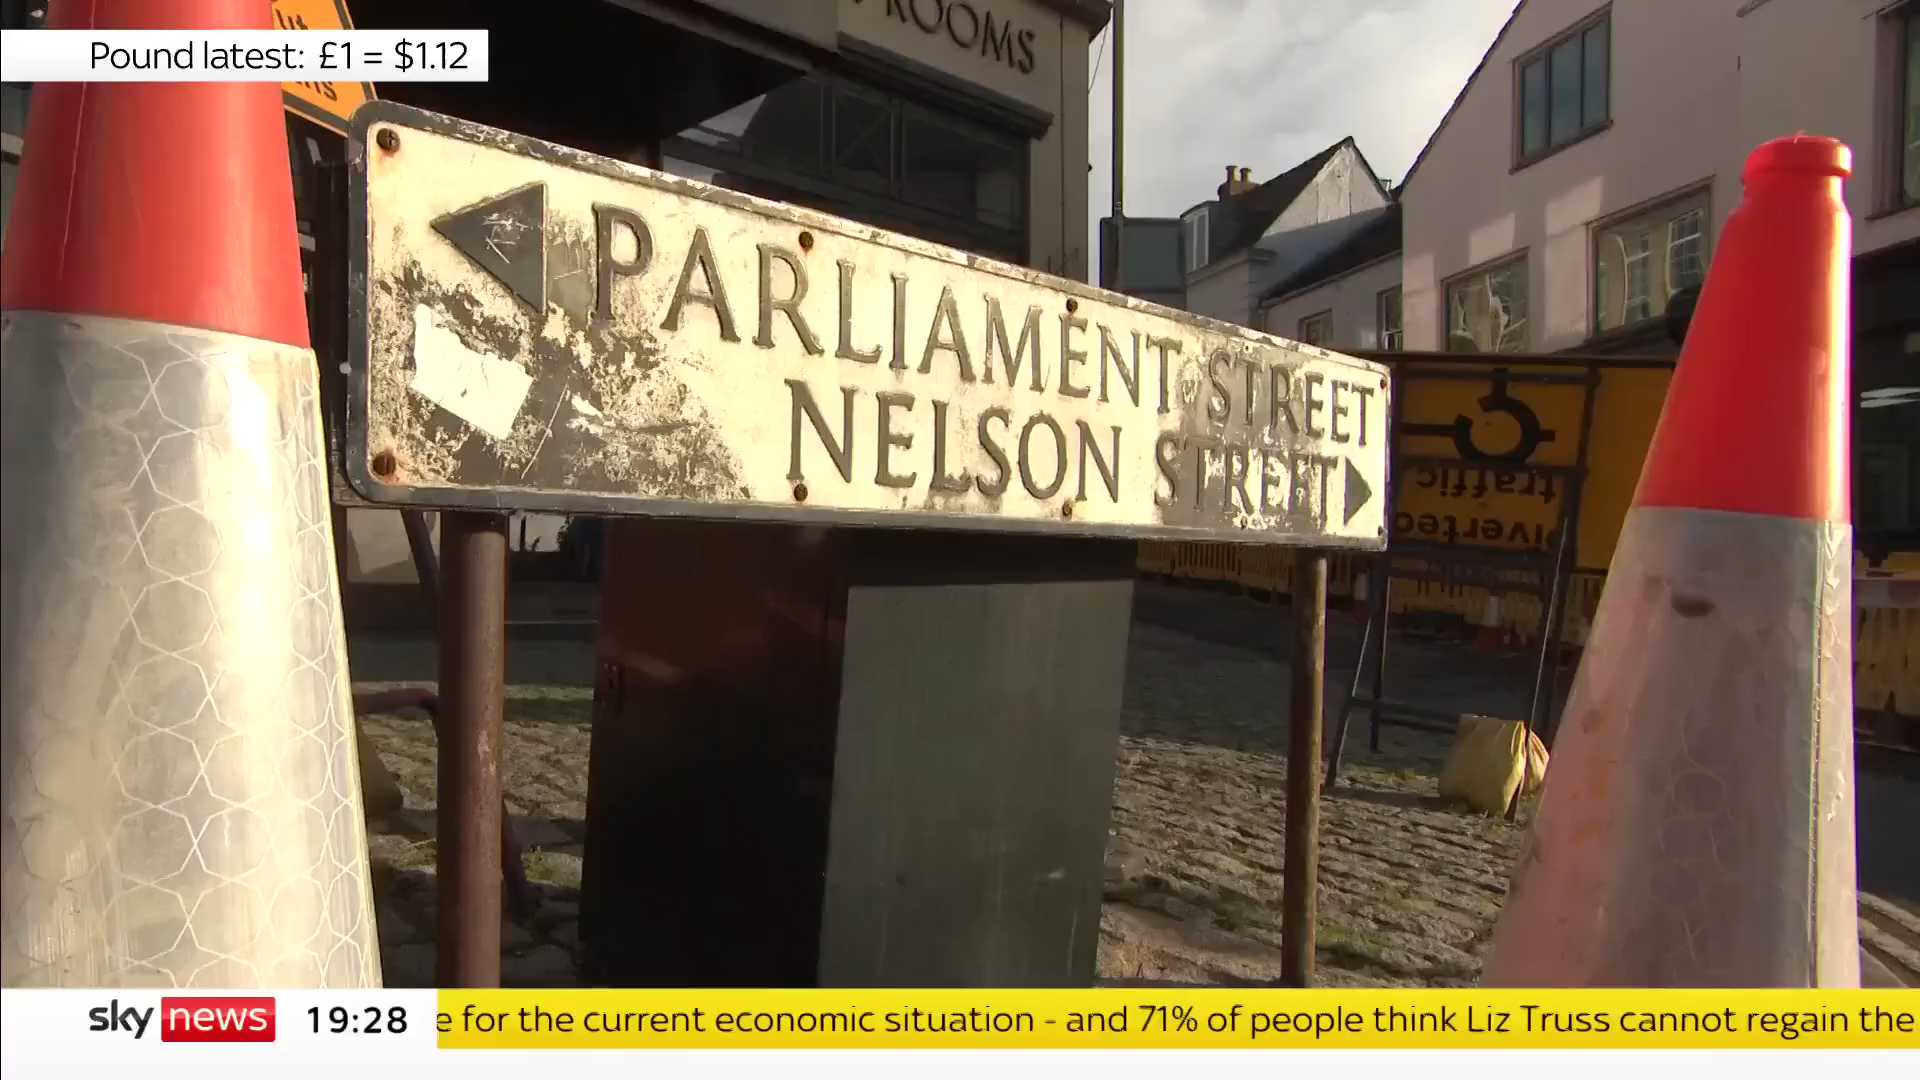 Pound latest: £1 = $1.12
ROOMS
PARLIAMENT STREET
NELSON STREET
traffic
diverted
sky news 19:28 e for the current economic situation - and 71% of people think Liz Truss cannot regain the